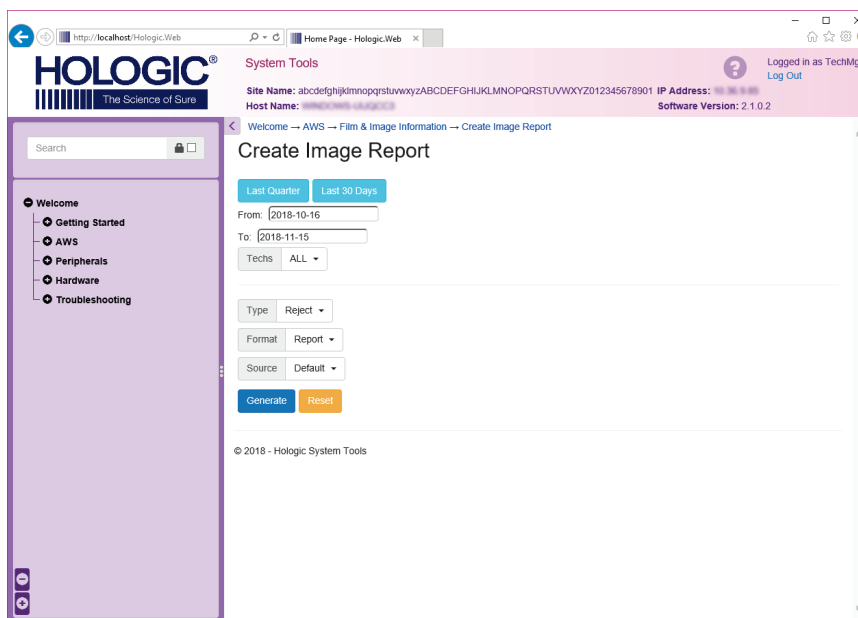 http://localhost/Hologic.Web
Home Page - Hologic.Web
HOLOGIC®
The Science of Sure
System Tools
Logged in as TechMg
Log Out
Site Name: abcdefghijklmnopqrstuvwxyzABCDEFGHIJKLMNOPQRSTUVWXYZ012345678901 IP Address:
Host Name: Software Version: 2.1.0.2
Search
Welcome
Getting Started
AWS
Peripherals
Hardware
Troubleshooting
Welcome → AWS → Film & Image Information → Create Image Report
Create Image Report
Last Quarter Last 30 Days
From: 2018-10-16
To: 2018-11-15
Techs ALL
Type Reject
Format Report
Source Default
Generate Reset
© 2018 - Hologic System Tools